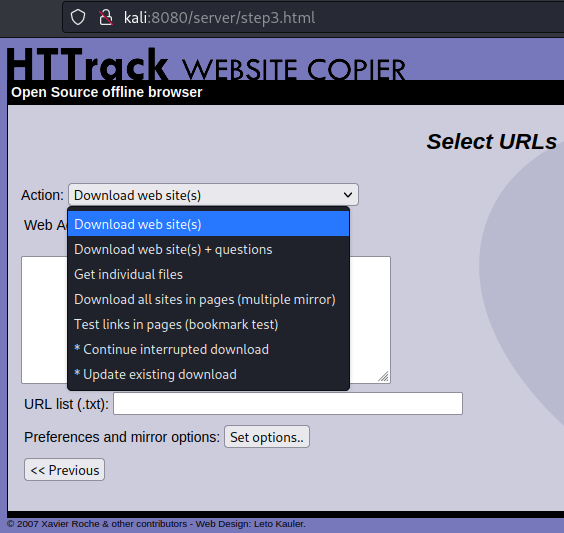 kali:8080/server/step3.html
HTTrack WEBSITE COPIER
Open Source offline browser
Select URLs
Action: Download web site(s)
Download web site(s)
Web A
Download web site(s) + questions
Get individual files
Download all sites in pages (multiple mirror)
Test links in pages (bookmark test)
* Continue interrupted download
* Update existing download
URL list (.txt):
Preferences and mirror options: Set options..
<< Previous
© 2007 Xavier Roche & other contributors - Web Design: Leto Kauler.